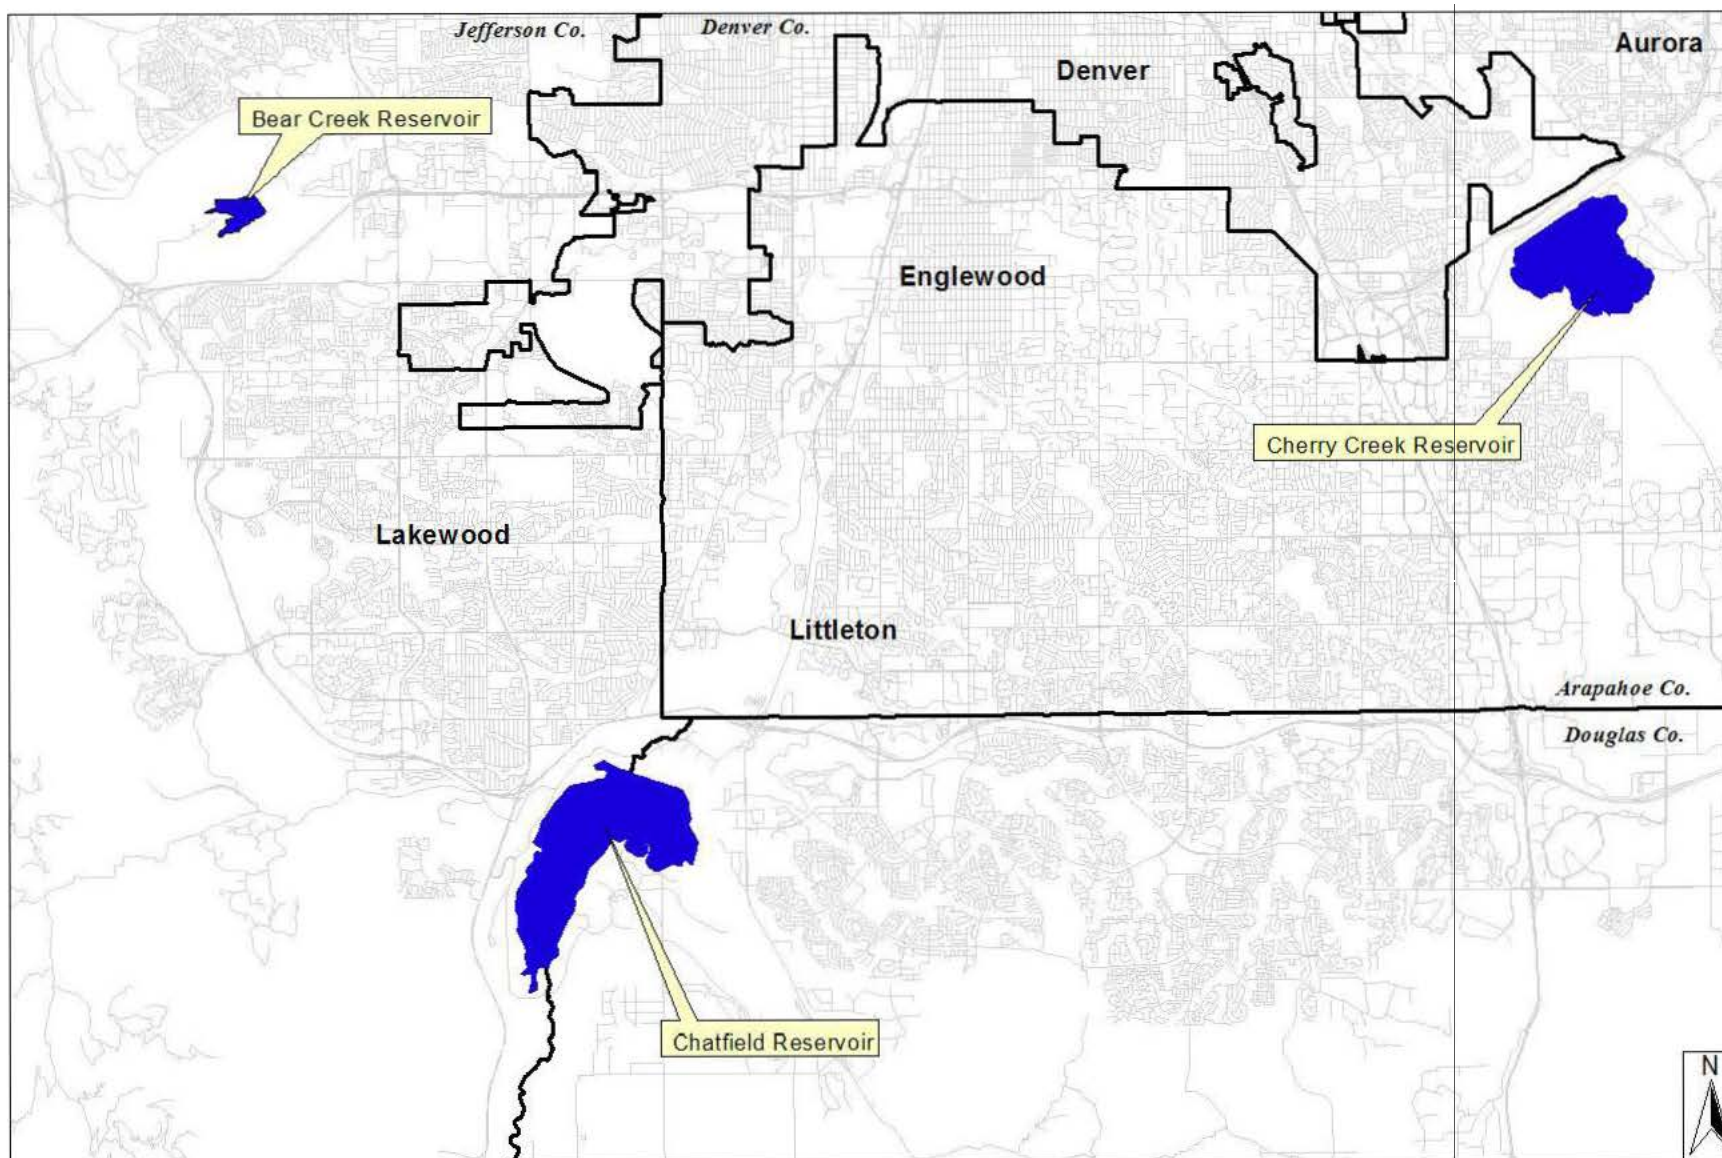 Jefferson Co.
Denver Co.
Aurora
Denver
Bear Creek Reservoir
Englewood
Cherry Creek Reservoir
Lakewood
Littleton
Arapahoe Co.
Douglas Co.
Chatfield Reservoir
N